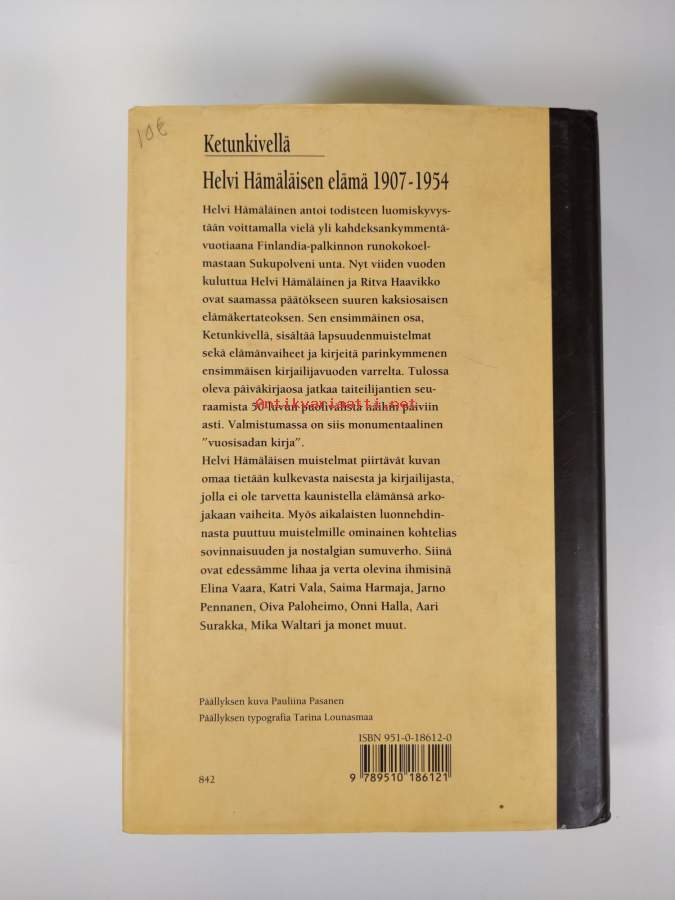 10€
Ketunkivellä
Helvi Hämäläisen elämä 1907-1954
Helvi Hämäläinen antoi todisteen luomiskyvys-
tään voittamalla vielä yli kahdeksankymmentä-
vuotiaana Finlandia-palkinnon runokokoel-
mastaan Sukupolveni unta. Nyt viiden vuoden
kuluttua Helvi Hämäläinen ja Ritva Haavikko
ovat saamassa päätökseen suuren kaksiosaisen
elämäkertateoksen. Sen ensimmäinen osa,
Ketunkivellä, sisältää lapsuudenmuistelmat
sekä elämänvaiheet ja kirjeitä parinkymmenen
ensimmäisen kirjailijavuoden varrelta. Tulossa
oleva päiväkirjaosa jatkaa taiteilijantien seu-
raamista 50-luvun puolivälistä näihin päiviin
Antikvariaatti.net
asti. Valmistumassa on siis monumentaalinen
"vuosisadan kirja".
Helvi Hämäläisen muistelmat piirtävät kuvan
omaa tietään kulkevasta naisesta ja kirjailijasta,
jolla ei ole tarvetta kaunistella elämänsä arko-
jakaan vaiheita. Myös aikalaisten luonnehdin-
nasta puuttuu muistelmille ominainen kohtelias
sovinnaisuuden ja nostalgian sumuverho. Siinä
ovat edessämme lihaa ja verta olevina ihmisinä
Elina Vaara, Katri Vala, Saima Harmaja, Jarno
Pennanen, Oiva Paloheimo, Onni Halla, Aari
Surakka, Mika Waltari ja monet muut.
Päällyksen kuva Pauliina Pasanen
Päällyksen typografia Tarina Lounasmaa
ISBN 951-0-18612-0
9 789510 186121
842